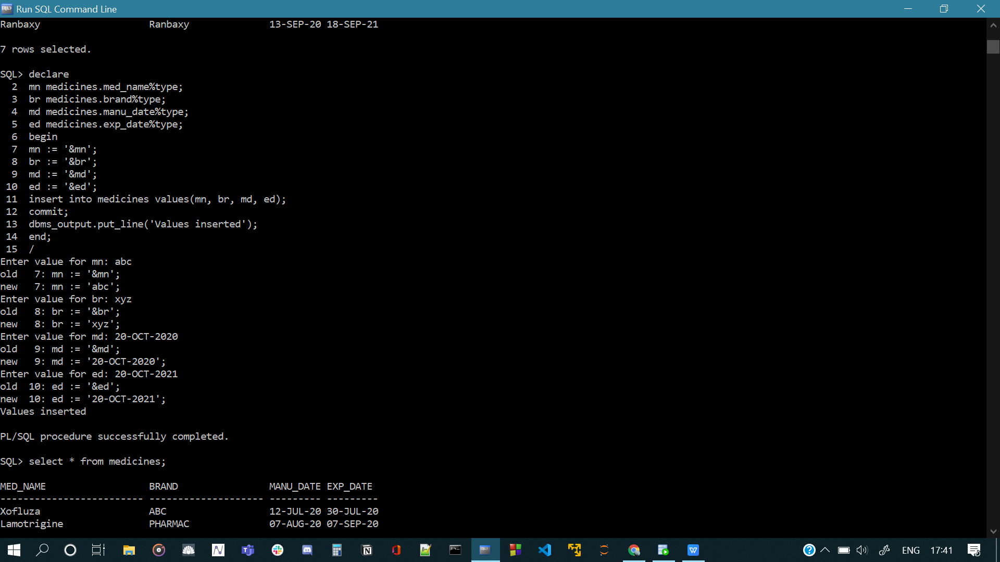 Run SQL Command Line
Ranbaxy                   Ranbaxy              13-SEP-20 18-SEP-21
7 rows selected.
SQL> declare
  2  mn medicines.med_name%type;
  3  br medicines.brand%type;
  4  md medicines.manu_date%type;
  5  ed medicines.exp_date%type;
  6  begin
  7  mn := '&mn';
  8  br := '&br';
  9  md := '&md';
 10  ed := '&ed';
 11  insert into medicines values(mn, br, md, ed);
 12  commit;
 13  dbms_output.put_line('Values inserted');
 14  end;
 15  /
Enter value for mn: abc
old   7: mn := '&mn';
new   7: mn := 'abc';
Enter value for br: xyz
old   8: br := '&br';
new   8: br := 'xyz';
Enter value for md: 20-OCT-2020
old   9: md := '&md';
new   9: md := '20-OCT-2020';
Enter value for ed: 20-OCT-2021
old  10: ed := '&ed';
new  10: ed := '20-OCT-2021';
Values inserted
PL/SQL procedure successfully completed.
SQL> select * from medicines;
MED_NAME                  BRAND                MANU_DATE EXP_DATE
------------------------- -------------------- --------- ---------
Xofluza                   ABC                  12-JUL-20 30-JUL-20
Lamotrigine               PHARMAC              07-AUG-20 07-SEP-20
ENG 17:41